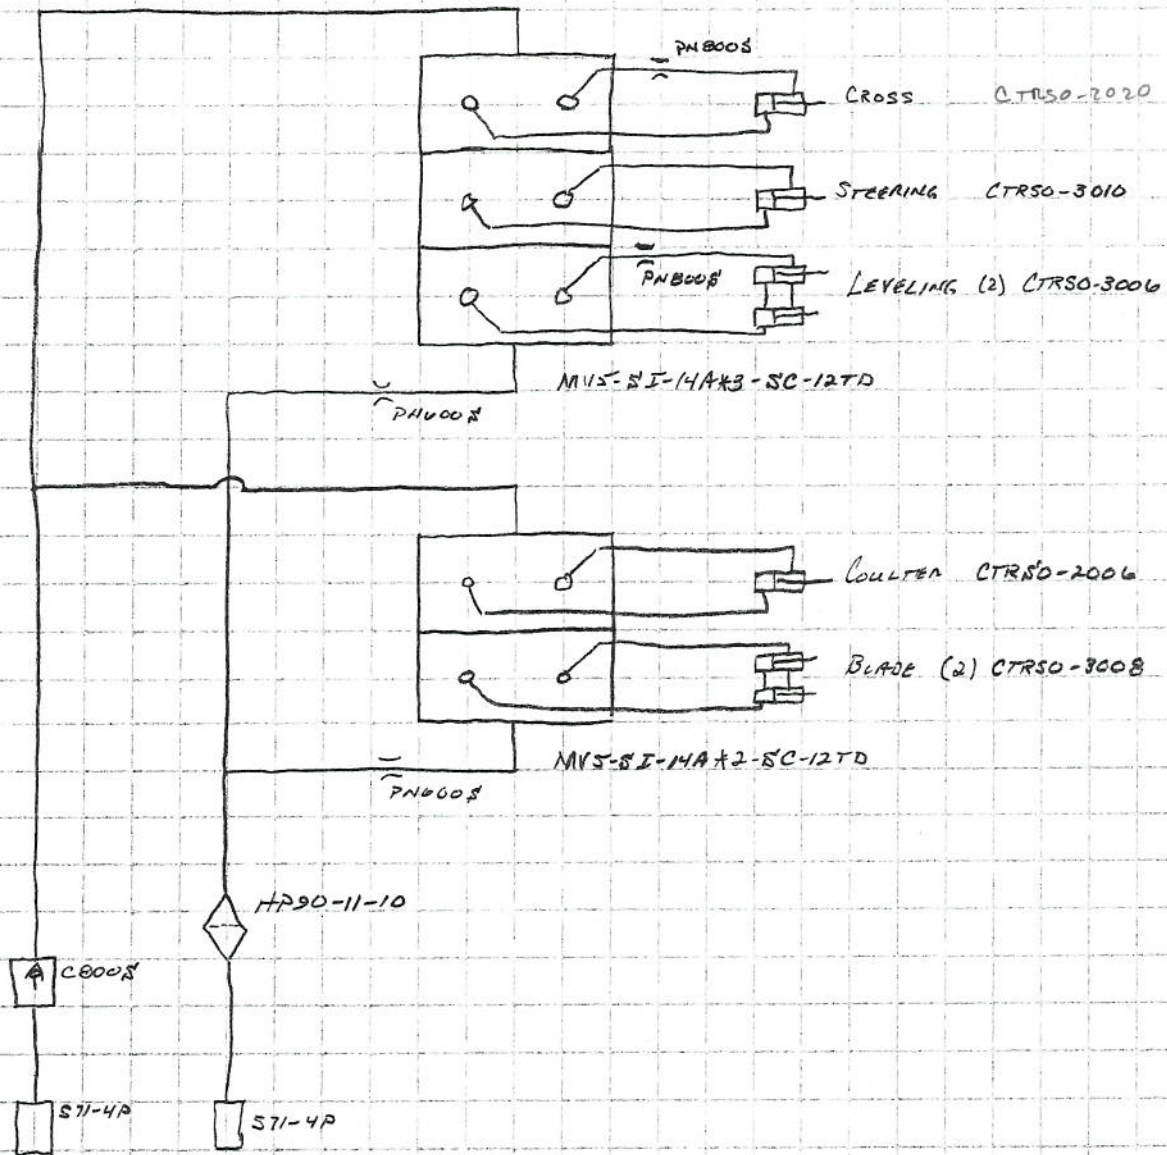 PN800S
CROSS CTRSO-2020
STEERING CTRSO-3010
PN800S
LEVELING (2) CTRSO-3006
MV5-SI-14A*3-SC-12TD
PN600S
COULTER CTRSO-2006
BLADE (2) CTRSO-3008
MV5-SI-14A*2-SC-12TD
PN600S
HP90-11-10
C800S
S71-4P
S71-4P